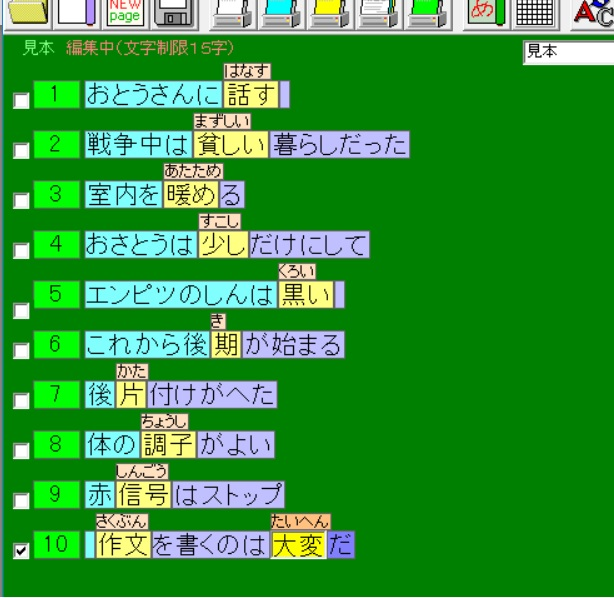 NEW
page
め
見本 編集中(文字制限15字)
見本
はなす
1 おとうさんに話す
まずしい
2 戦争中は貧しい暮らしだった
あたため
3 室内を暖める
すこし
4 おさとうは少しだけにして
くろい
5 エンピツのしんは黒い
き
6 これから後期が始まる
かた
7 後片付けがへた
ちょうし
8 体の調子がよい
しんごう
9 赤信号はストップ
さくぶん たいへん
10 作文を書くのは大変だ